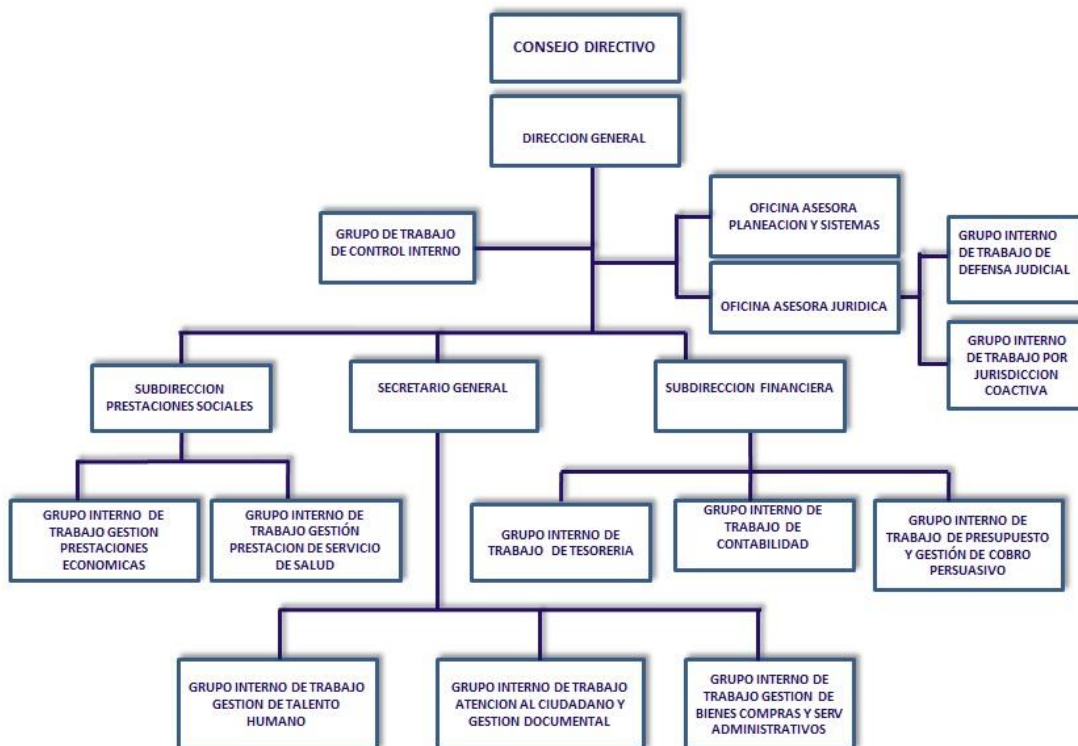 CONSEJO DIRECTIVO
DIRECCION GENERAL
GRUPO DE TRABAJO
DE CONTROL INTERNO
OFICINA ASESORA
PLANEACION Y SISTEMAS
OFICINA ASESORA JURIDICA
GRUPO INTERNO
DE TRABAJO DE
DEFENSA JUDICIAL
GRUPO INTERNO
DE TRABAJO POR
JURISDICCION
COACTIVA
SUBDIRECCION
PRESTACIONES SOCIALES
SECRETARIO GENERAL
SUBDIRECCION FINANCIERA
GRUPO INTERNO DE
TRABAJO GESTION
PRESTACIONES
ECONOMICAS
GRUPO INTERNO DE
TRABAJO GESTIÓN
PRESTACION DE SERVICIO
DE SALUD
GRUPO INTERNO DE
TRABAJO DE TESORERIA
GRUPO INTERNO DE
TRABAJO DE
CONTABILIDAD
GRUPO INTERNO DE
TRABAJO DE PRESUPUESTO
Y GESTIÓN DE COBRO
PERSUASIVO
GRUPO INTERNO DE TRABAJO
GESTION DE TALENTO
HUMANO
GRUPO INTERNO DE TRABAJO
ATENCION AL CIUDADANO Y
GESTION DOCUMENTAL
GRUPO INTERNO DE
TRABAJO GESTION DE
BIENES COMPRAS Y SERV
ADMINISTRATIVOS